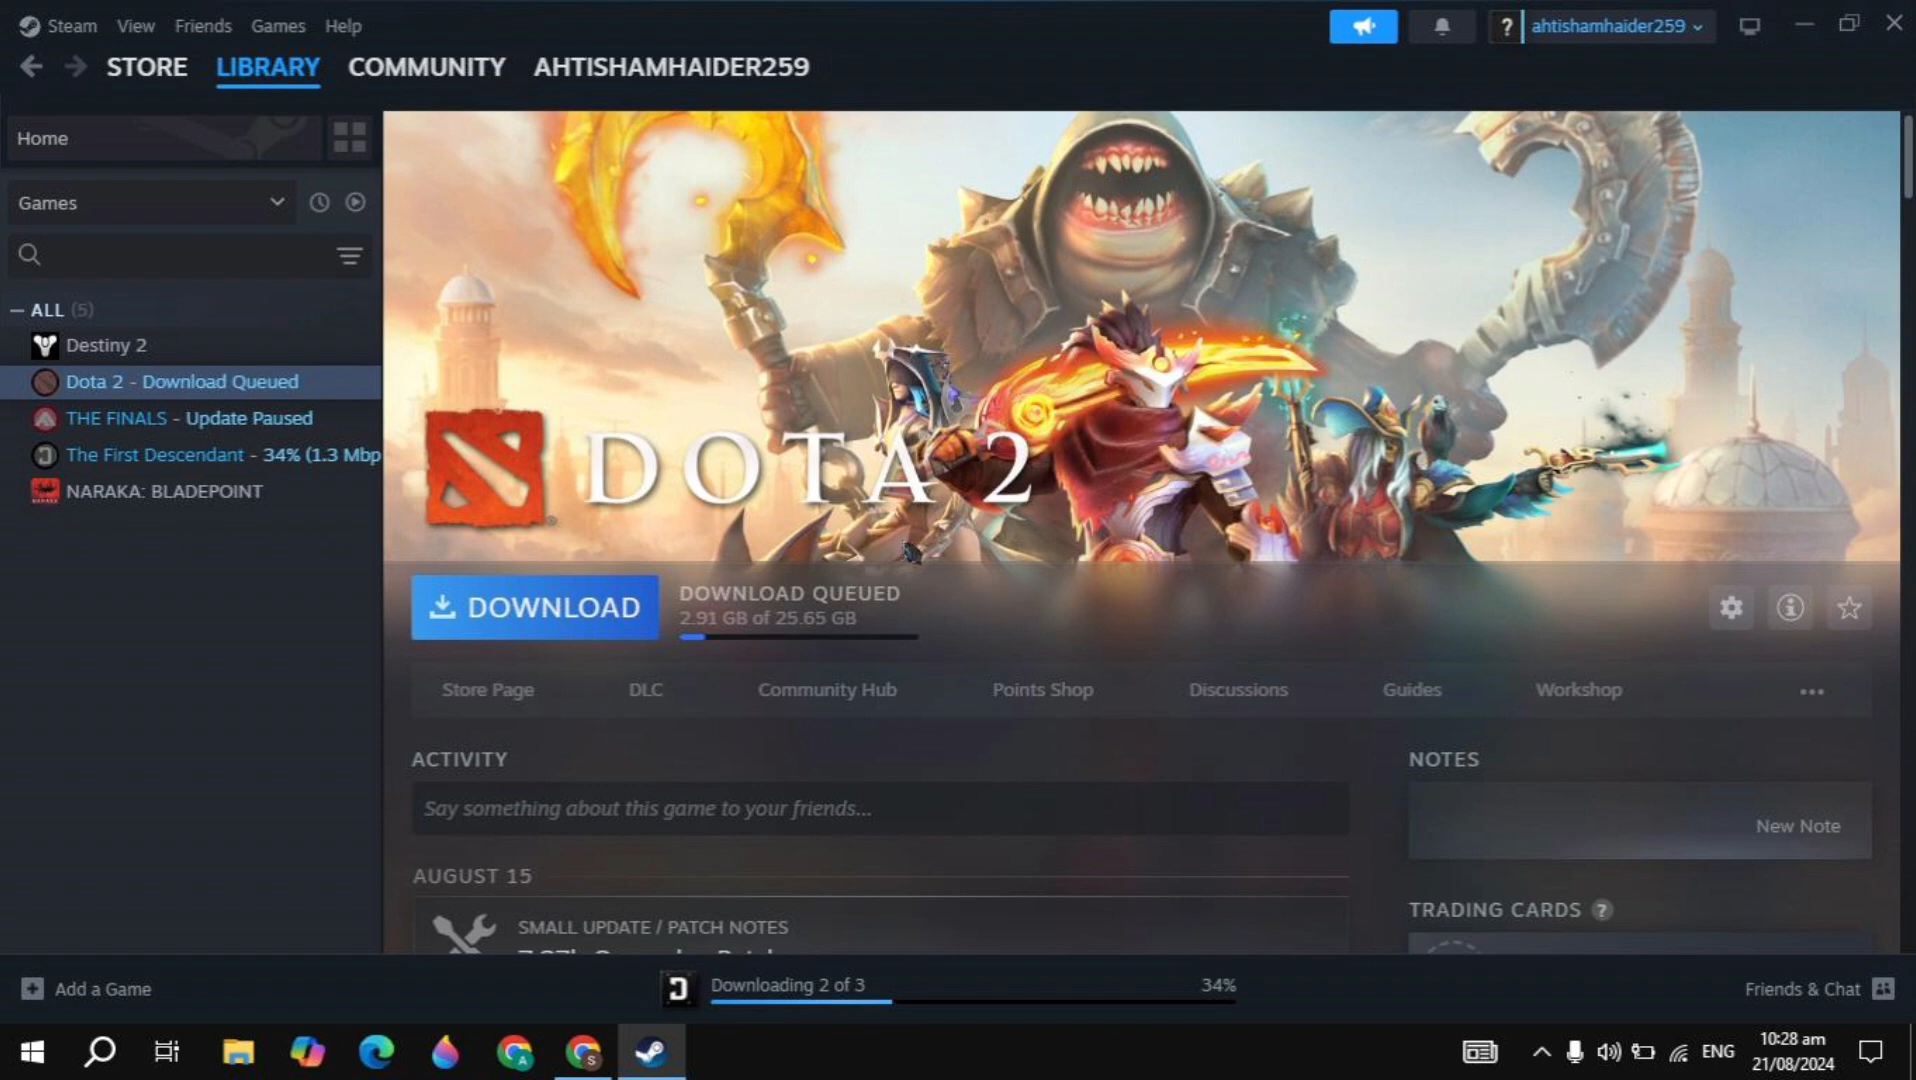 Steam View Friends Games Help
? ahtishamhaider259
STORE LIBRARY COMMUNITY AHTISHAMHAIDER259
Home
Games
ALL (5)
Destiny 2
Dota 2 - Download Queued
THE FINALS - Update Paused
The First Descendant - 34% (1.3 Mbp
NARAKA: BLADEPOINT
DOTA 2
DOWNLOAD
DOWNLOAD QUEUED
2.91 GB of 25.65 GB
Store Page DLC Community Hub Points Shop Discussions Guides Workshop
ACTIVITY
Say something about this game to your friends...
AUGUST 15
SMALL UPDATE / PATCH NOTES
NOTES
New Note
TRADING CARDS ?
Add a Game
Downloading 2 of 3 34%
Friends & Chat
A S
ENG
10:28 am
21/08/2024